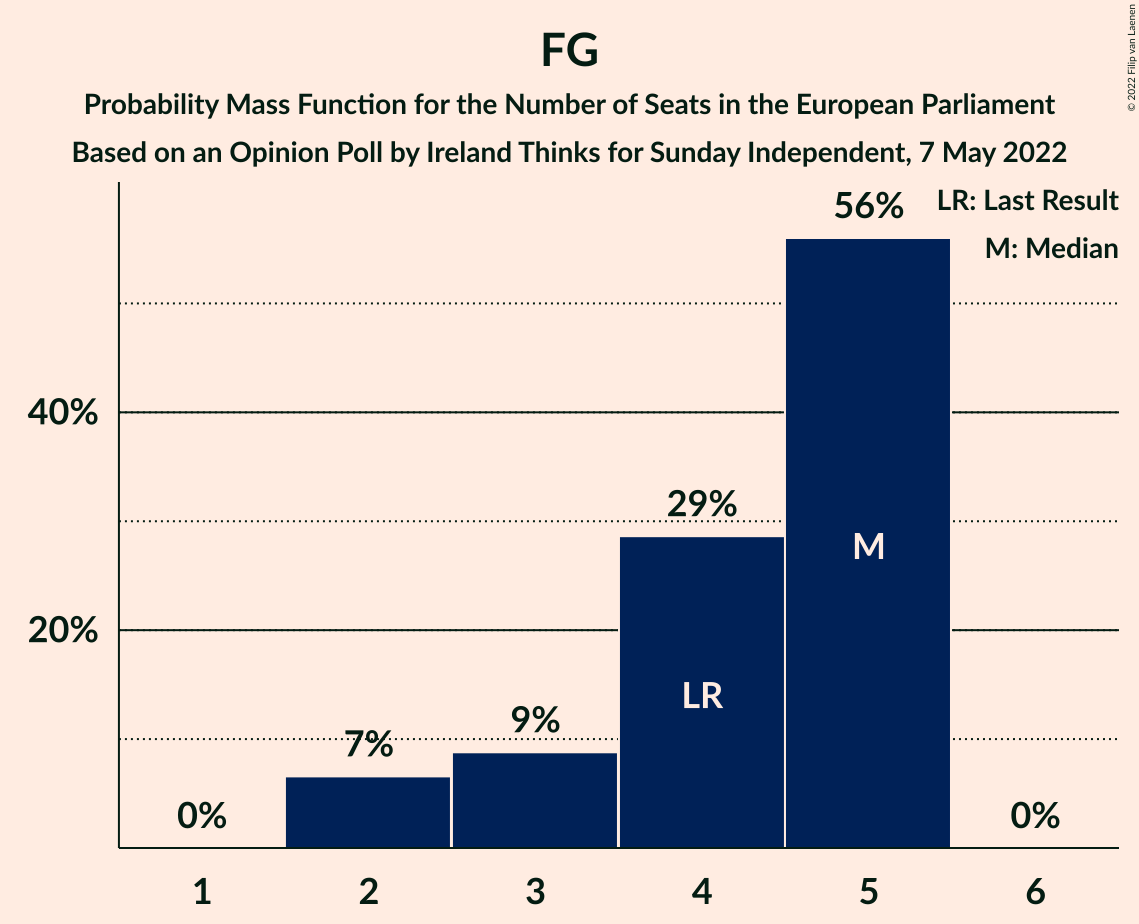 FG
Probability Mass Function for the Number of Seats in the European Parliament
Based on an Opinion Poll by Ireland Thinks for Sunday Independent, 7 May 2022
© 2022 Filip van Laenen
LR: Last Result
M: Median
56%
40%
29%
M
20%
LR
9%
7%
0%
0%
1 2 3 4 5 6